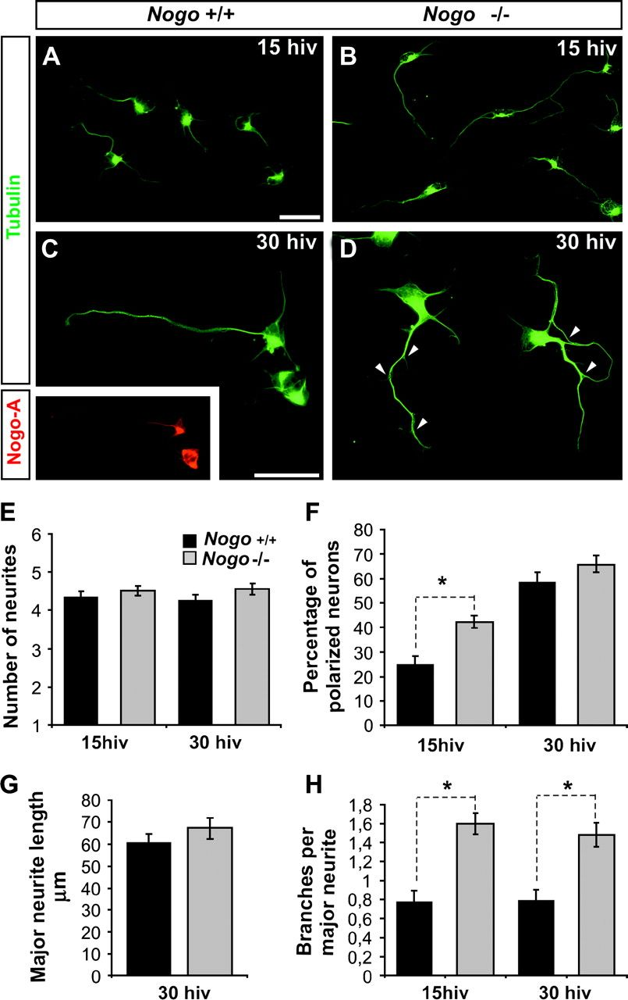 Nogo +/+ Nogo -/-
Tubulin
A 15 hiv
B 15 hiv
C 30 hiv
D 30 hiv
Nogo-A
E
Number of neurites
6
5
4
3
2
1
15hiv 30 hiv
Nogo +/+
Nogo -/-
F
Percentage of
polarized neurons
80
70
60
50
40
30
20
10
0
*
15hiv 30 hiv
G
Major neurite length
µm
80
70
60
50
40
30
20
10
0
30 hiv
H
Branches per
major neurite
1,8
1,6
1,4
1,2
1
0,8
0,6
0,4
0,2
0
* *
15hiv 30 hiv